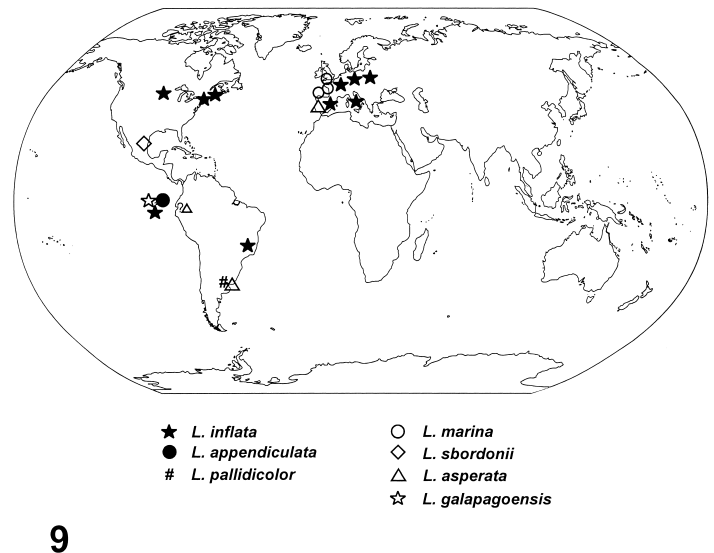 ★ L. inflata
● L. appendiculata
# L. pallidicolor
○ L. marina
◇ L. sbordonii
△ L. asperata
☆ L. galapagoensis
9